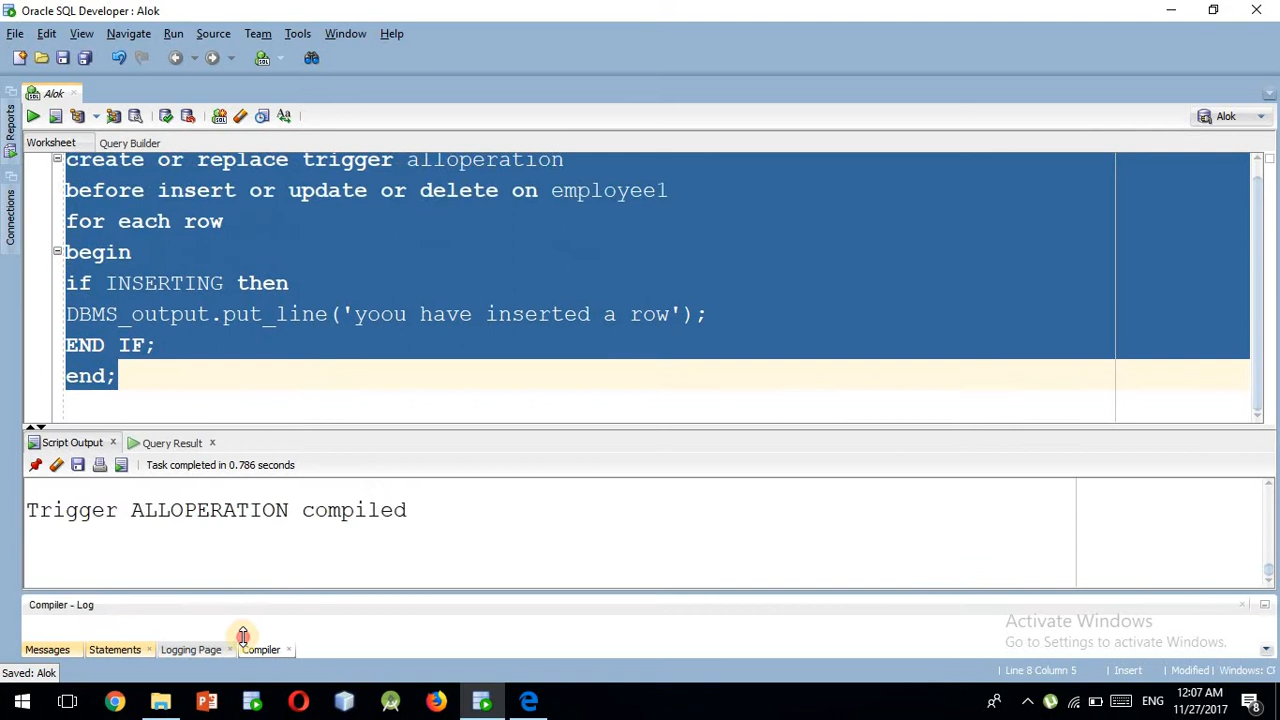 Oracle SQL Developer: Alok
File Edit View Navigate Run Source Team Tools Window Help
Alok
Alok
Worksheet Query Builder
create or replace trigger alloperation
before insert or update or delete on employee1
for each row
begin
if INSERTING then
DBMS_output.put_line('yoou have inserted a row');
END IF;
end;
Reports
Connections
Script Output Query Result
Task completed in 0.786 seconds
Trigger ALLOPERATION compiled
Compiler - Log
Activate Windows
Go to Settings to activate Windows.
Messages Statements Logging Page Compiler
Saved: Alok
Line 8 Column 5 Insert Modified Windows: CF
ENG
12:07 AM
11/27/2017
8